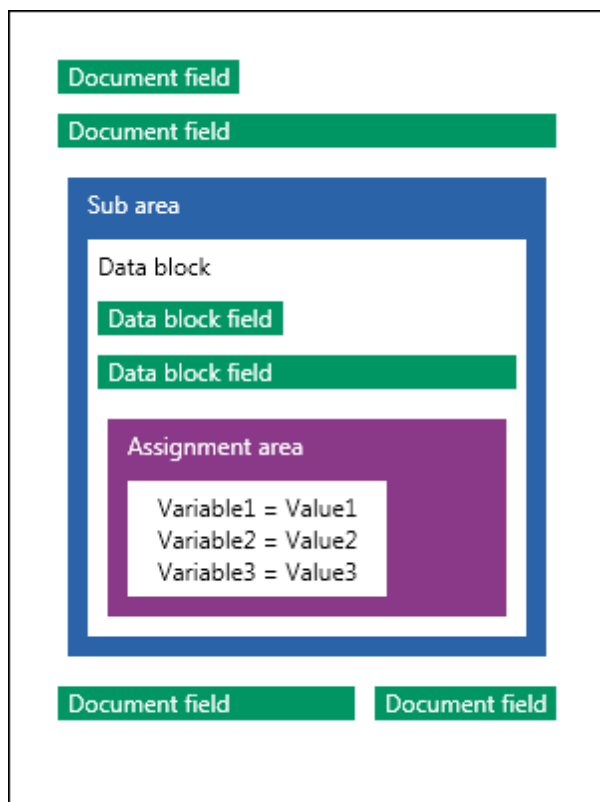 Document field
Document field
Sub area
Data block
Data block field
Data block field
Assignment area
Variable1 = Value1
Variable2 = Value2
Variable3 = Value3
Document field Document field